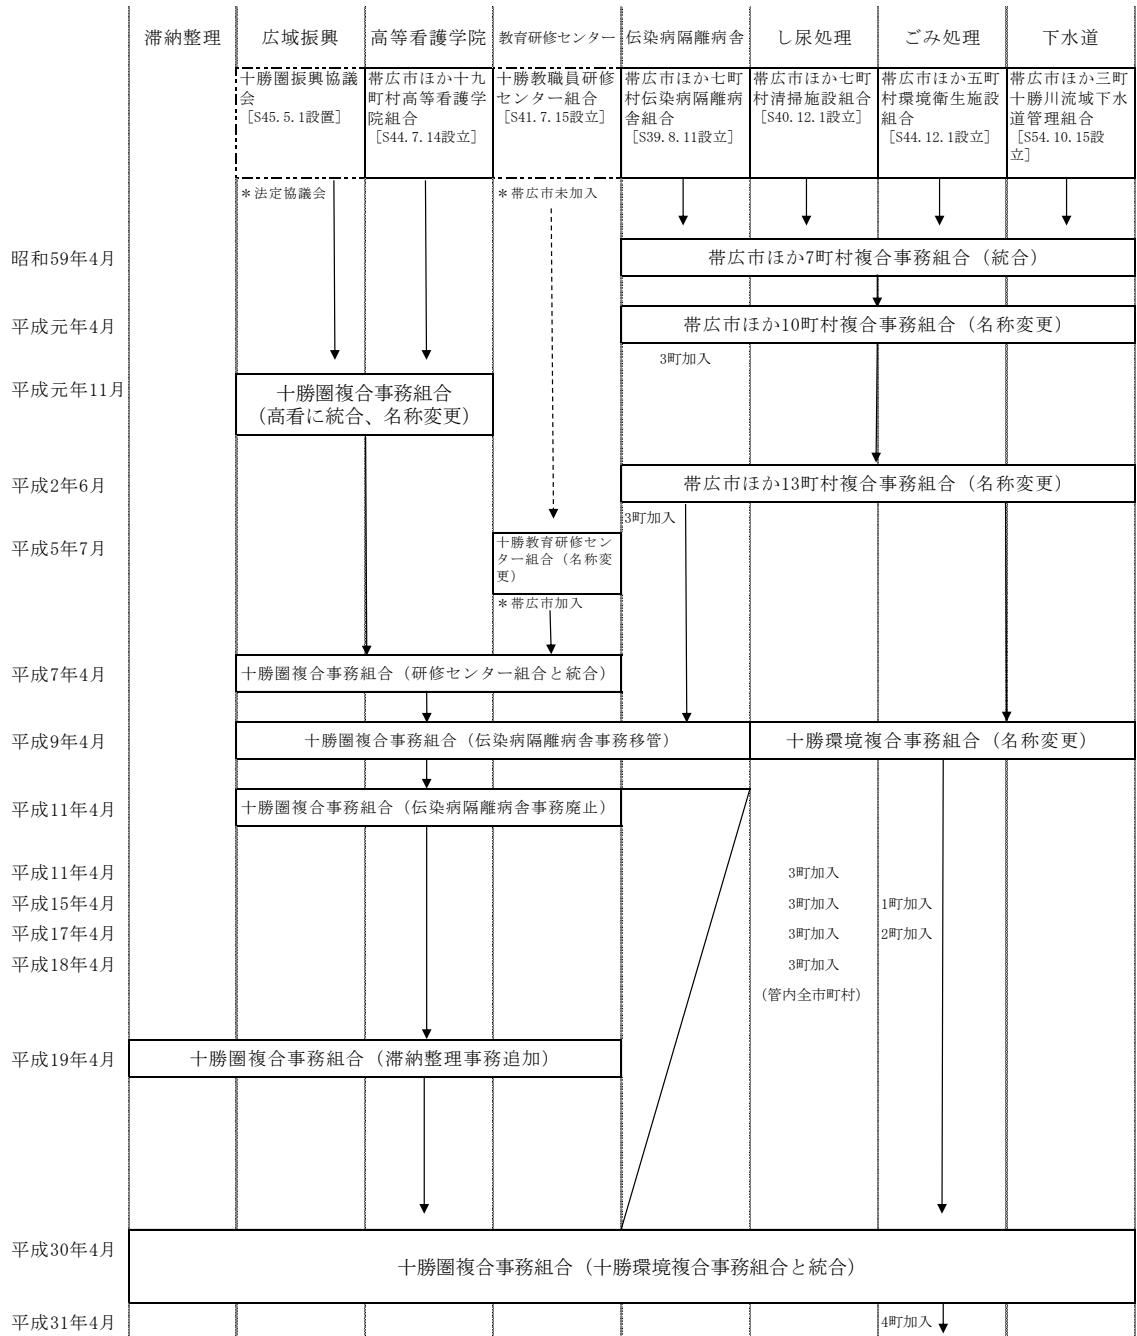 滞納整理
広域振興
高等看護学院
教育研修センター
伝染病隔離病舎
し尿処理
ごみ処理
下水道
十勝圏振興協議
会
［S45.5.1設置］
帯広市ほか十九
町村高等看護学
院組合
［S44.7.14設立］
十勝教職員研修
センター組合
［S41.7.15設立］
帯広市ほか七町
村伝染病隔離病
舎組合
［S39.8.11設立］
帯広市ほか七町
村清掃施設組合
［S40.12.1設立］
帯広市ほか五町
村環境衛生施設
組合
［S44.12.1設立］
帯広市ほか三町
十勝川流域下水
道管理組合
［S54.10.15設
立］
＊法定協議会
＊帯広市未加入
昭和59年4月
帯広市ほか7町村複合事務組合（統合）
平成元年4月
帯広市ほか10町村複合事務組合（名称変更）
3町加入
平成元年11月
十勝圏複合事務組合
（高看に統合、名称変更）
平成2年6月
帯広市ほか13町村複合事務組合（名称変更）
3町加入
平成5年7月
十勝教育研修セン
ター組合（名称変
更）
＊帯広市加入
平成7年4月
十勝圏複合事務組合（研修センター組合と統合）
平成9年4月
十勝圏複合事務組合（伝染病隔離病舎事務移管）
十勝環境複合事務組合（名称変更）
平成11年4月
十勝圏複合事務組合（伝染病隔離病舎事務廃止）
平成11年4月
3町加入
平成15年4月
3町加入
1町加入
平成17年4月
3町加入
2町加入
平成18年4月
3町加入
（管内全市町村）
平成19年4月
十勝圏複合事務組合（滞納整理事務追加）
平成30年4月
十勝圏複合事務組合（十勝環境複合事務組合と統合）
平成31年4月
4町加入